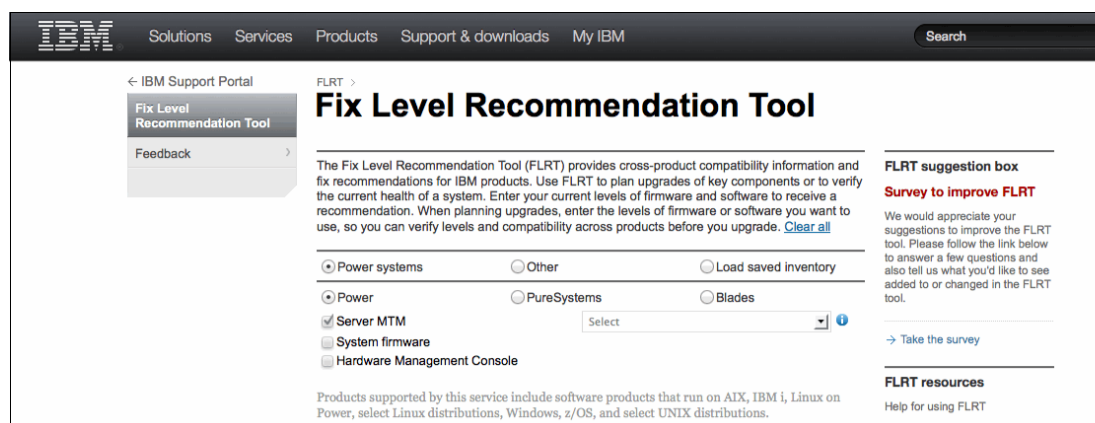 IBM
Solutions Services Products Support & downloads My IBM Search
← IBM Support Portal
Fix Level
Recommendation Tool
Feedback
FLRT >
Fix Level Recommendation Tool
The Fix Level Recommendation Tool (FLRT) provides cross-product compatibility information and
fix recommendations for IBM products. Use FLRT to plan upgrades of key components or to verify
the current health of a system. Enter your current levels of firmware and software to receive a
recommendation. When planning upgrades, enter the levels of firmware or software you want to
use, so you can verify levels and compatibility across products before you upgrade. Clear all
Power systems Other Load saved inventory
Power PureSystems Blades
Server MTM Select
System firmware
Hardware Management Console
Products supported by this service include software products that run on AIX, IBM i, Linux on
Power, select Linux distributions, Windows, z/OS, and select UNIX distributions.
FLRT suggestion box
Survey to improve FLRT
We would appreciate your
suggestions to improve the FLRT
tool. Please follow the link below
to answer a few questions and
also tell us what you'd like to see
added to or changed in the FLRT
tool.
→ Take the survey
FLRT resources
Help for using FLRT